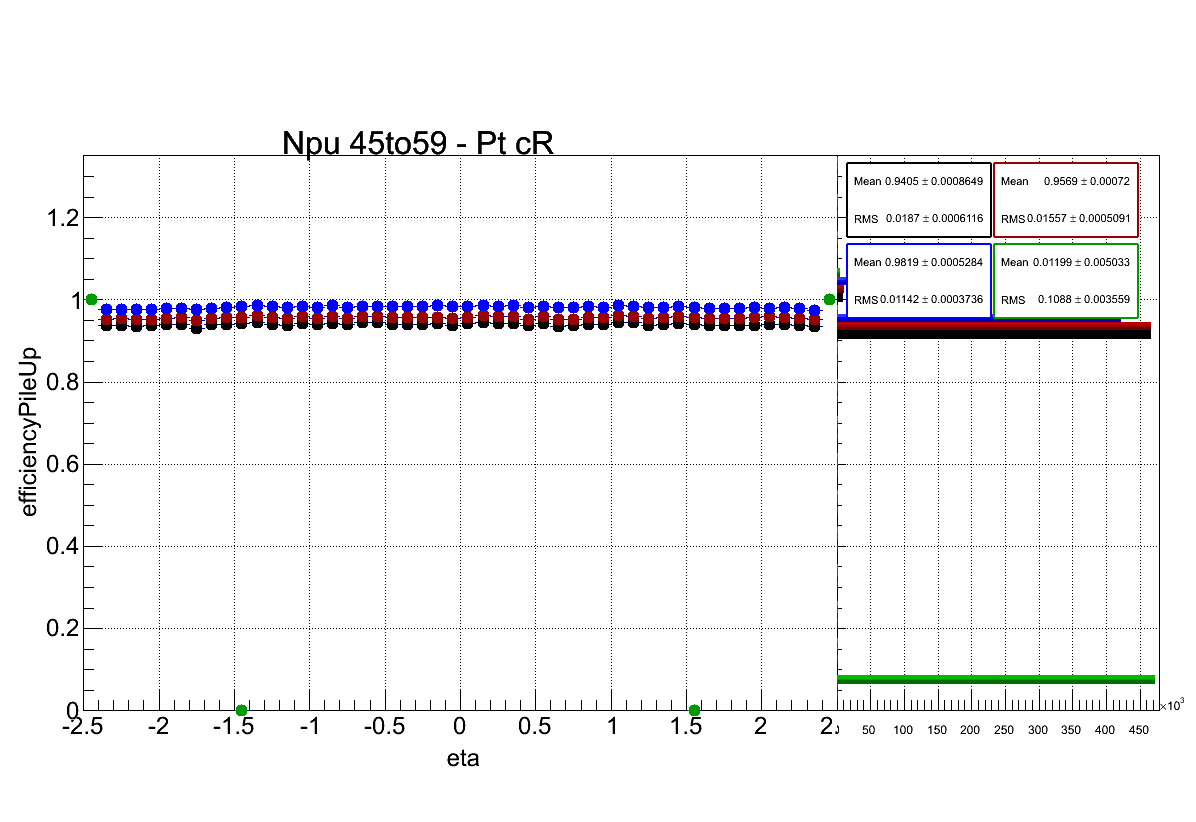 Npu 45to59 - Pt cR
efficiencyPileUp
1.2
1
0.8
0.6
0.4
0.2
0
-2.5 -2 -1.5 -1 -0.5 0 0.5 1 1.5 2 2.
eta
Mean 0.9405 ± 0.0008649
RMS 0.0187 ± 0.0006116
Mean 0.9569 ± 0.00072
RMS 0.01557 ± 0.0005091
Mean 0.9819 ± 0.0005284
RMS 0.01142 ± 0.0003736
Mean 0.01199 ± 0.005033
RMS 0.1088 ± 0.003559
×10³
50 100 150 200 250 300 350 400 450